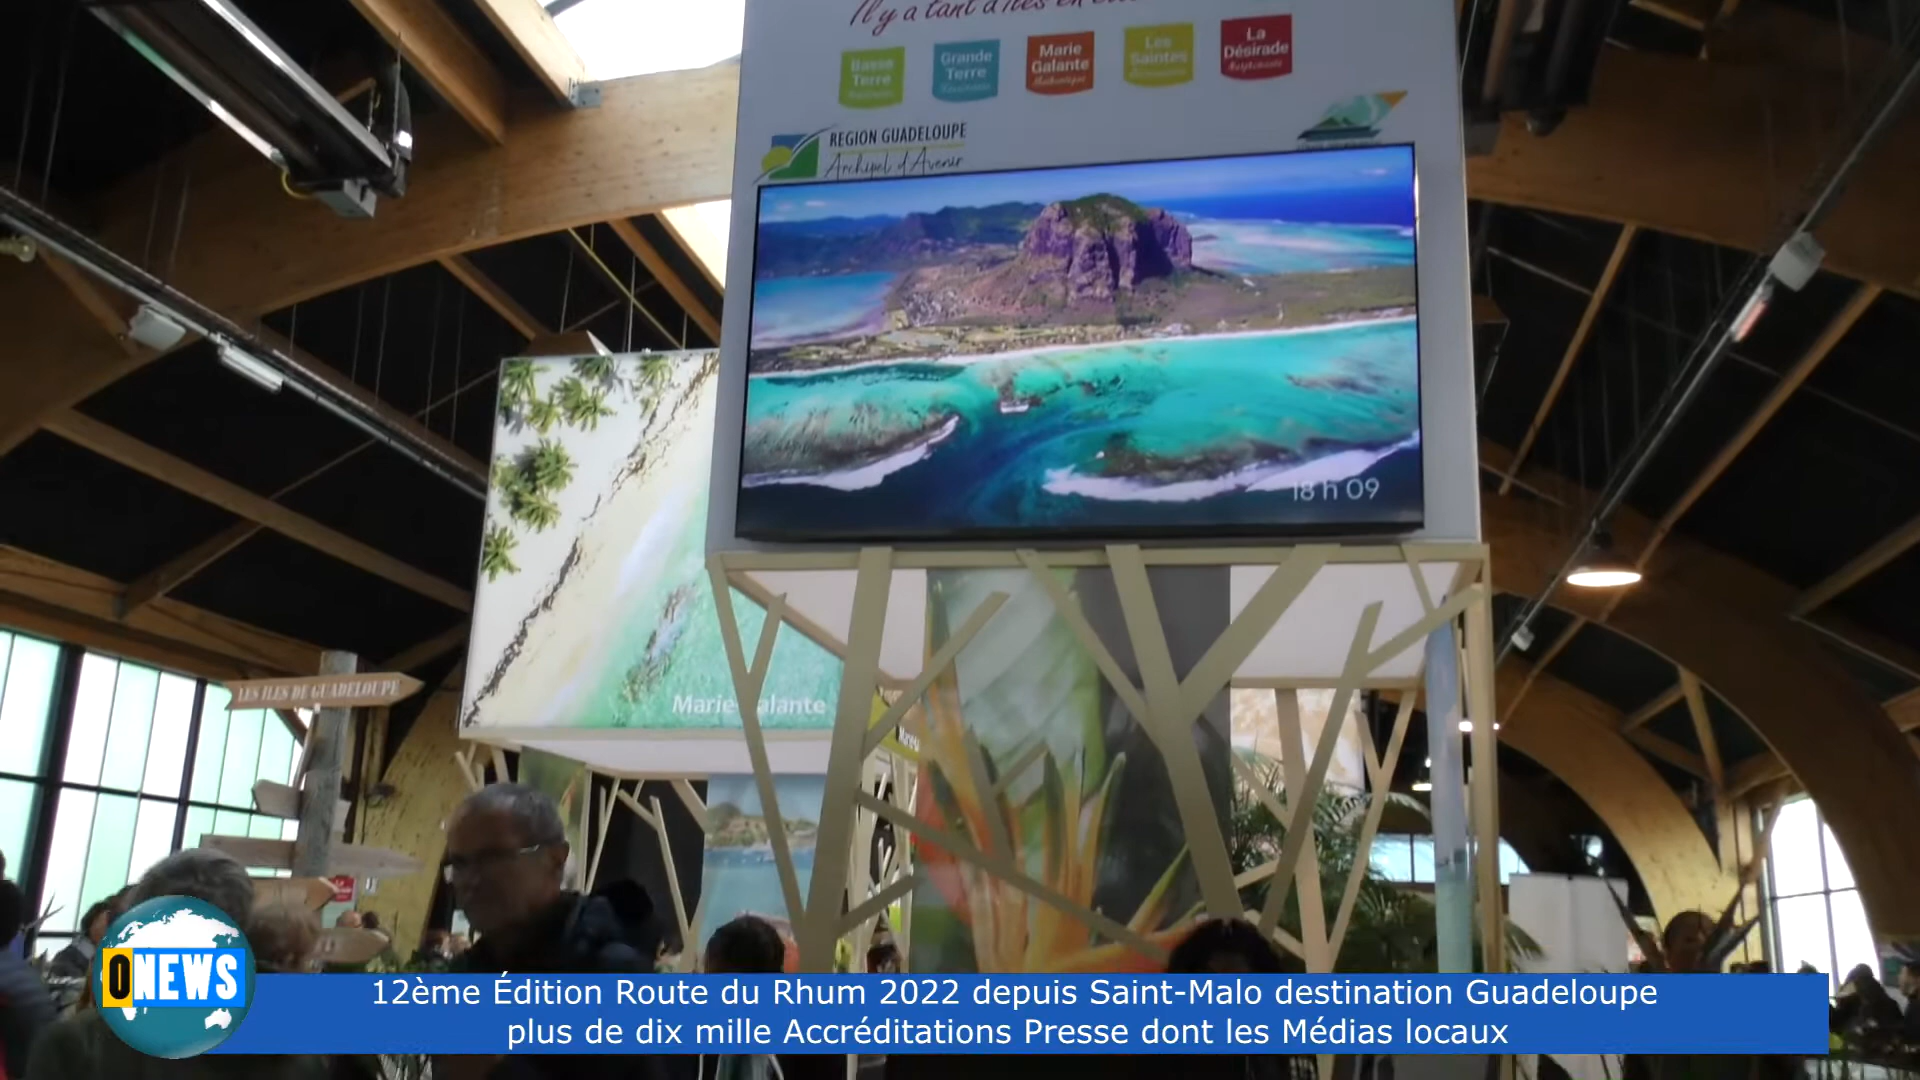 Il y a tant d'îles en
Basse Terre
Grande Terre
Marie Galante
Authentique
Les Saintes
La Désirade
REGION GUADELOUPE
Archipel d'Avenir
18 h 09
LES ILES DE GUADELOUPE
Marie-Galante
ONEWS
12ème Édition Route du Rhum 2022 depuis Saint-Malo destination Guadeloupe
plus de dix mille Accréditations Presse dont les Médias locaux